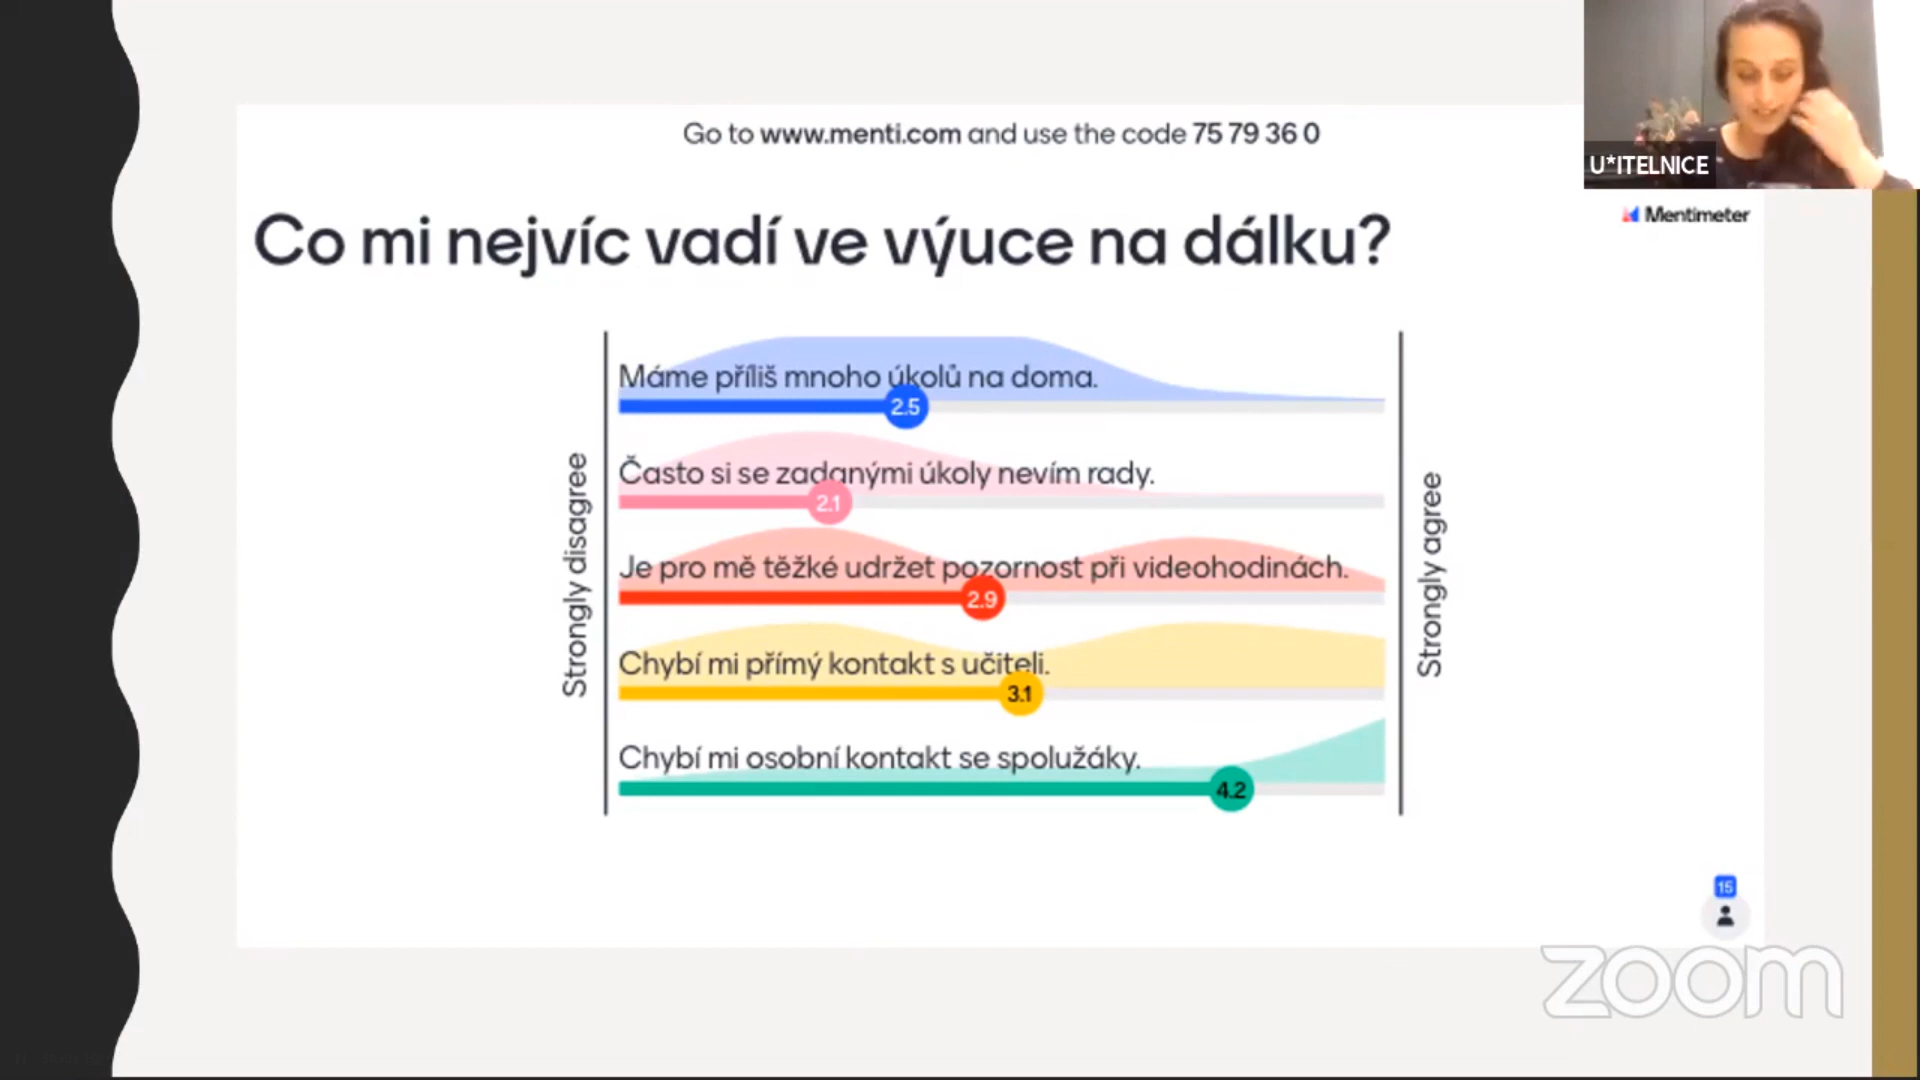 Go to www.menti.com and use the code 75 79 36 0
U*ITELNICE
Mentimeter
Co mi nejvíc vadí ve výuce na dálku?
Strongly disagree
Máme příliš mnoho úkolů na doma.
2.5
Často si se zadanými úkoly nevím rady.
2.1
Je pro mě těžké udržet pozornost při videohodinách.
2.9
Chybí mi přímý kontakt s učiteli.
3.1
Chybí mi osobní kontakt se spolužáky.
4.2
Strongly agree
15
zoom